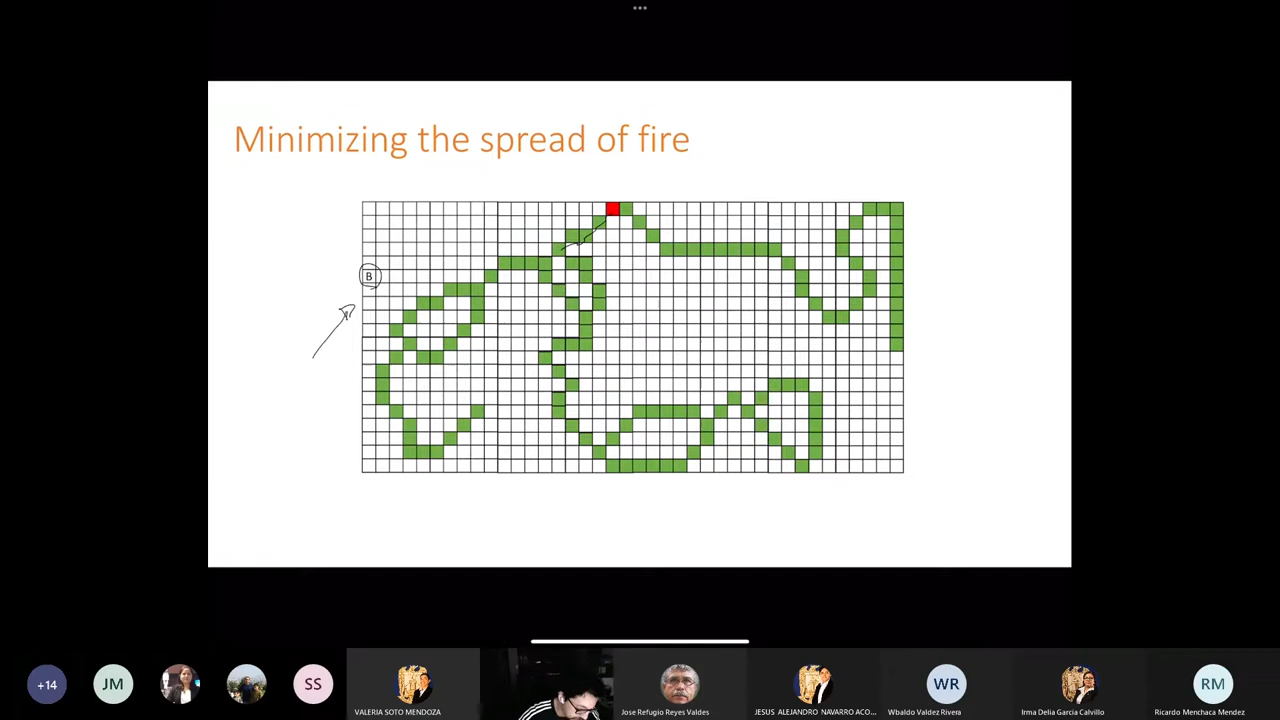 Minimizing the spread of fire
B
+14
JM
SS
VALERIA SOTO MENDOZA
Jose Refugio Reyes Valdes
JESUS ALEJANDRO NAVARRO ACO...
WR
Wbaldo Valdez Rivera
Irma Delia Garcia Calvillo
RM
Ricardo Menchaca Mendez